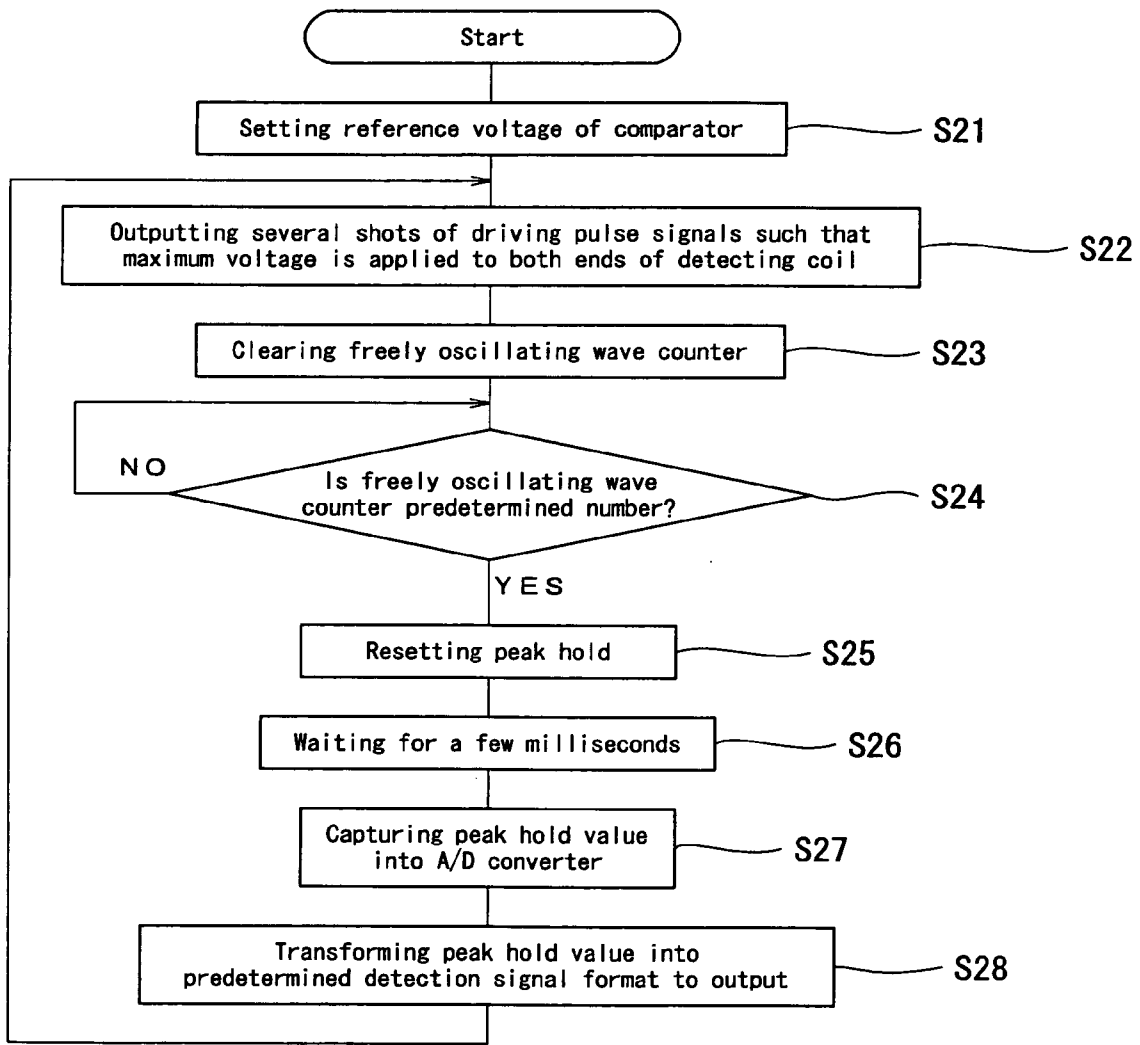 Start
Setting reference voltage of comparator
S21
Outputting several shots of driving pulse signals such that
maximum voltage is applied to both ends of detecting coil
S22
Clearing freely oscillating wave counter
S23
NO
Is freely oscillating wave
counter predetermined number?
S24
YES
Resetting peak hold
S25
Waiting for a few milliseconds
S26
Capturing peak hold value
into A/D converter
S27
Transforming peak hold value into
predetermined detection signal format to output
S28